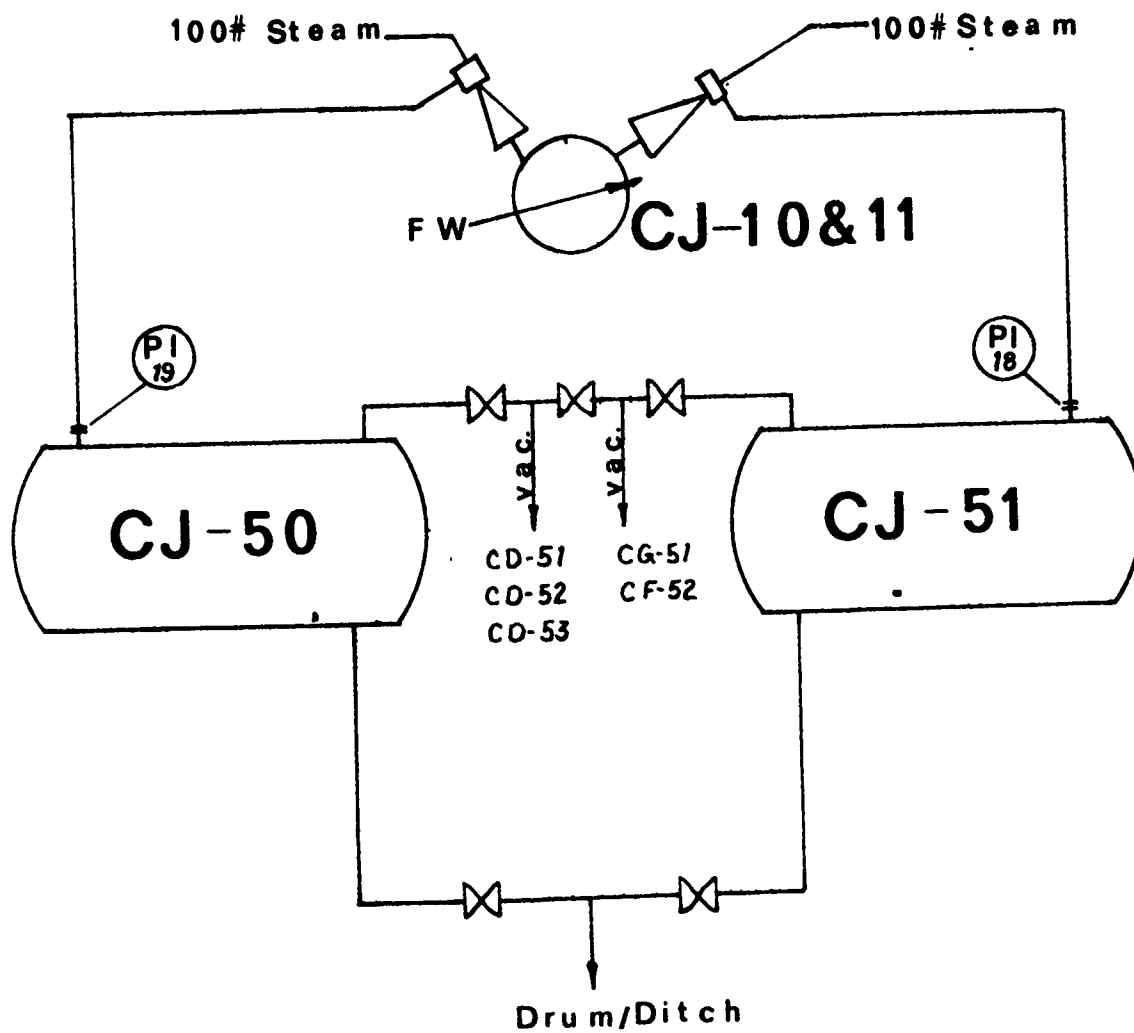 100# Steam
100# Steam
FW
CJ-10&11
PI
19
PI
18
vac.
vac.
CJ-50
CJ-51
CD-51
CD-52
CD-53
CG-51
CF-52
Drum/Ditch